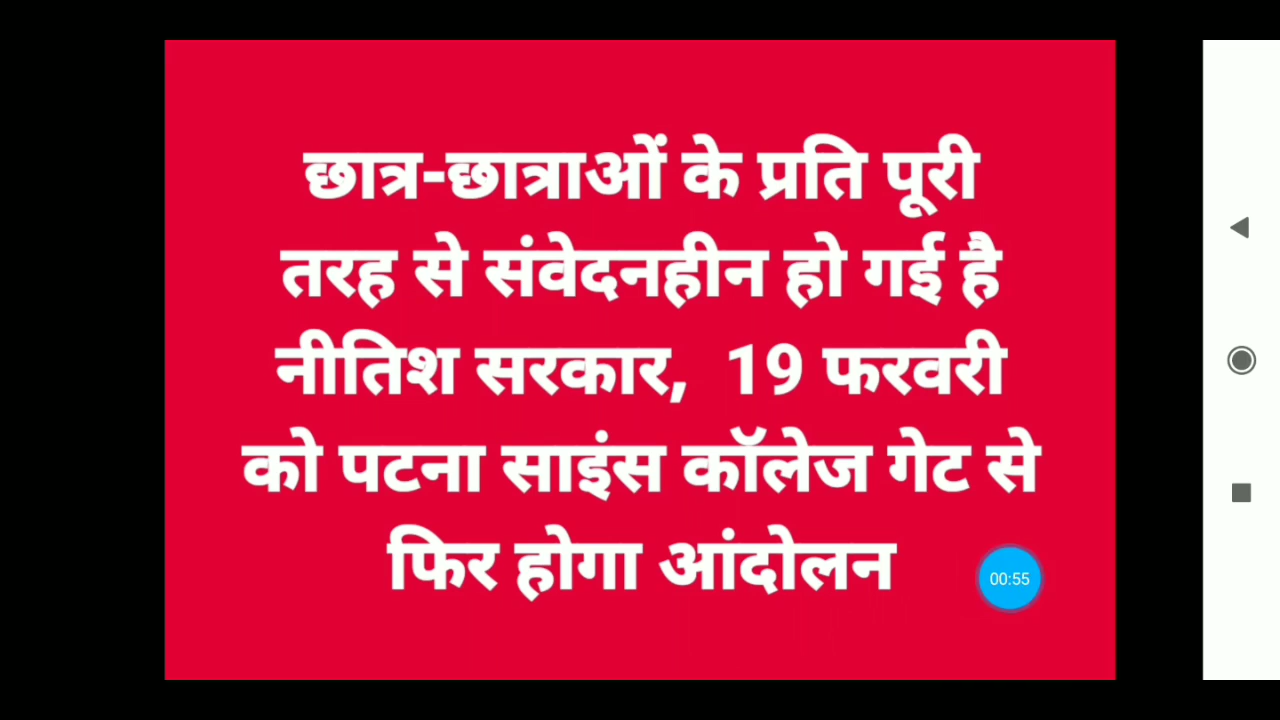 छात्र-छात्राओं के प्रति पूरी
तरह से संवेदनहीन हो गई है
नीतिश सरकार, 19 फरवरी
को पटना साइंस कॉलेज गेट से
फिर होगा आंदोलन
00:55